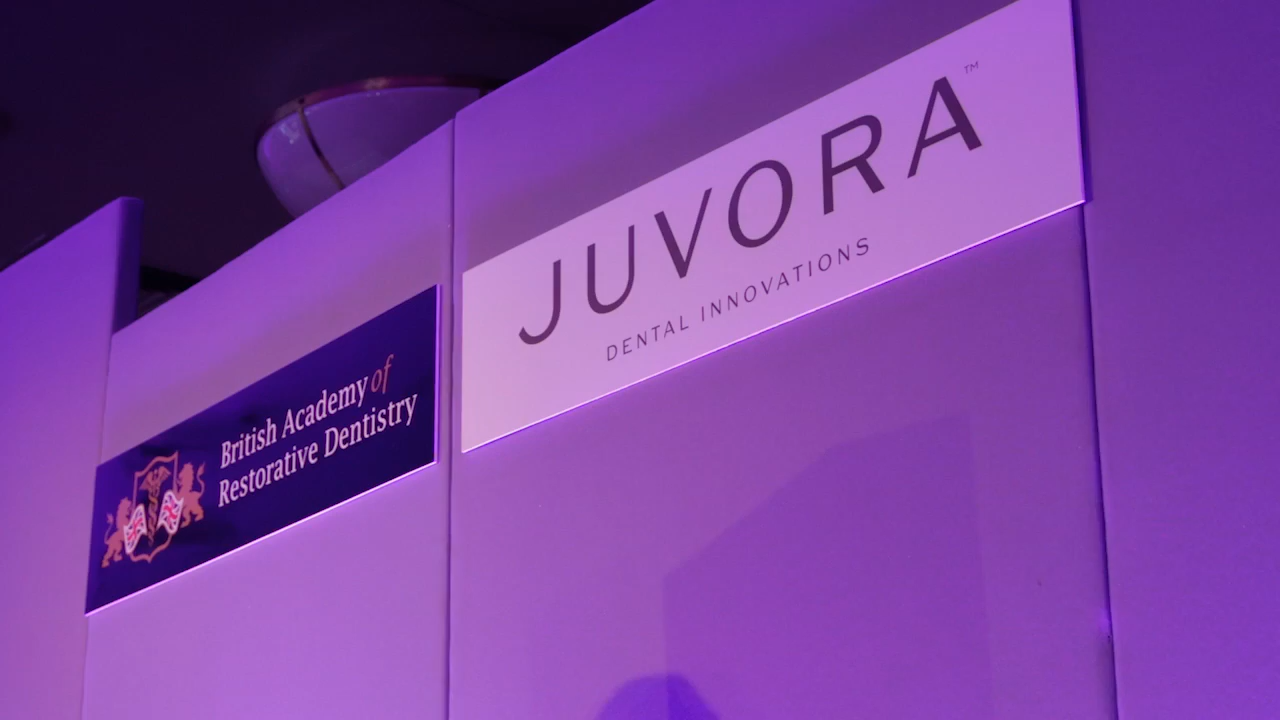 British Academy of
Restorative Dentistry
JUVORA™
DENTAL INNOVATIONS